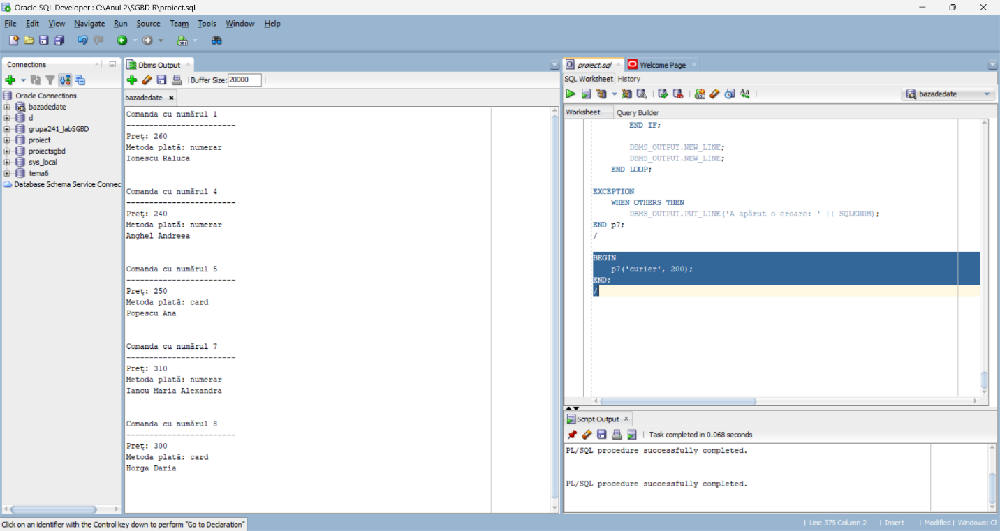 Oracle SQL Developer : C:\Anul 2\SGBD R\proiect.sql
File Edit View Navigate Run Source Team Tools Window Help
Connections
Oracle Connections
bazadedate
d
grupa241_labSGBD
proiect
proiectsgbd
sys_local
tema6
Database Schema Service Connec
Dbms Output
Buffer Size: 20000
bazadedate
Comanda cu numărul 1
------------------------
Preț: 260
Metoda plată: numerar
Ionescu Raluca
Comanda cu numărul 4
------------------------
Preț: 240
Metoda plată: numerar
Anghel Andreea
Comanda cu numărul 5
------------------------
Preț: 250
Metoda plată: card
Popescu Ana
Comanda cu numărul 7
------------------------
Preț: 310
Metoda plată: numerar
Iancu Maria Alexandra
Comanda cu numărul 8
------------------------
Preț: 300
Metoda plată: card
Horga Daria
proiect.sql Welcome Page
SQL Worksheet History
bazadedate
Worksheet Query Builder
END IF;
DBMS_OUTPUT.NEW_LINE;
DBMS_OUTPUT.NEW_LINE;
END LOOP;
EXCEPTION
WHEN OTHERS THEN
DBMS_OUTPUT.PUT_LINE('A apărut o eroare: ' || SQLERRM);
END p7;
/
BEGIN
p7('curier', 200);
END;
/
Script Output
Task completed in 0.068 seconds
PL/SQL procedure successfully completed.
PL/SQL procedure successfully completed.
Click on an identifier with the Control key down to perform "Go to Declaration"
Line 375 Column 2 | Insert | Modified | Windows: CR